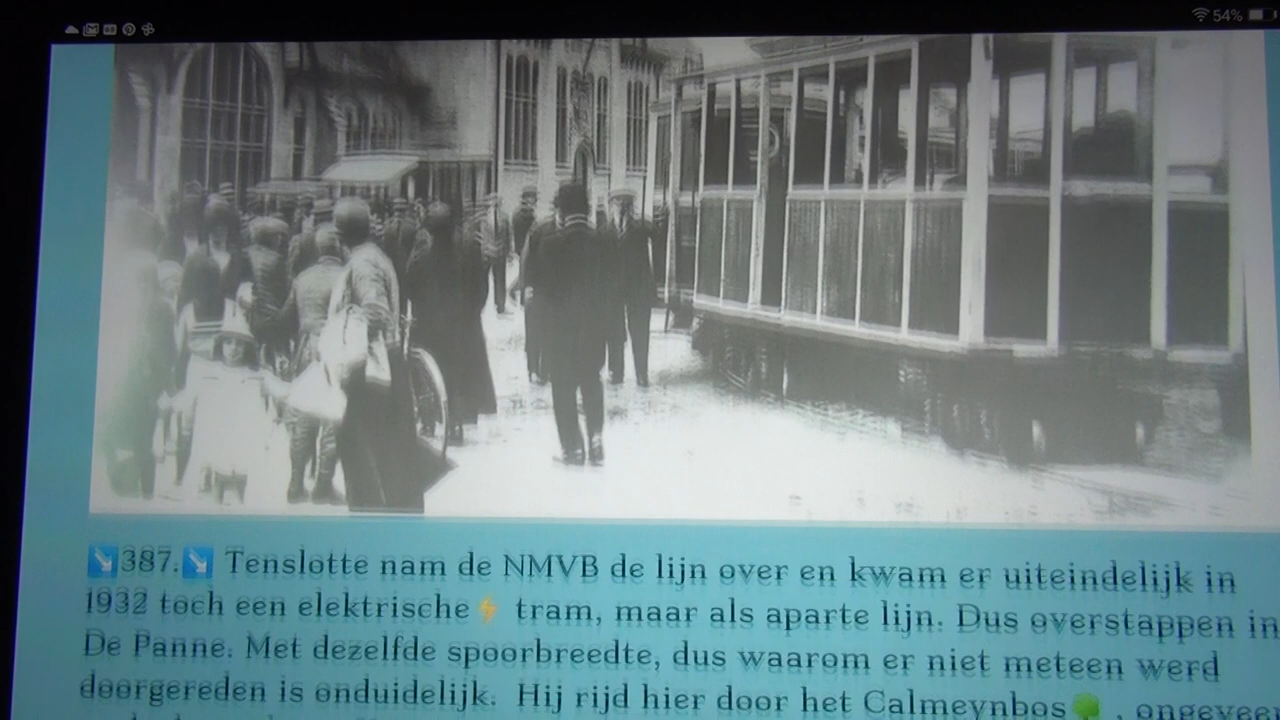 54%
↘387.↘ Tenslotte nam de NMVB de lijn over en kwam er uiteindelijk in
1932 toch een elektrische⚡ tram, maar als aparte lijn. Dus overstappen in
De Panne. Met dezelfde spoorbreedte, dus waarom er niet meteen werd
doorgereden is onduidelijk. Hij rijd hier door het Calmeynbos🌳, ongeveer